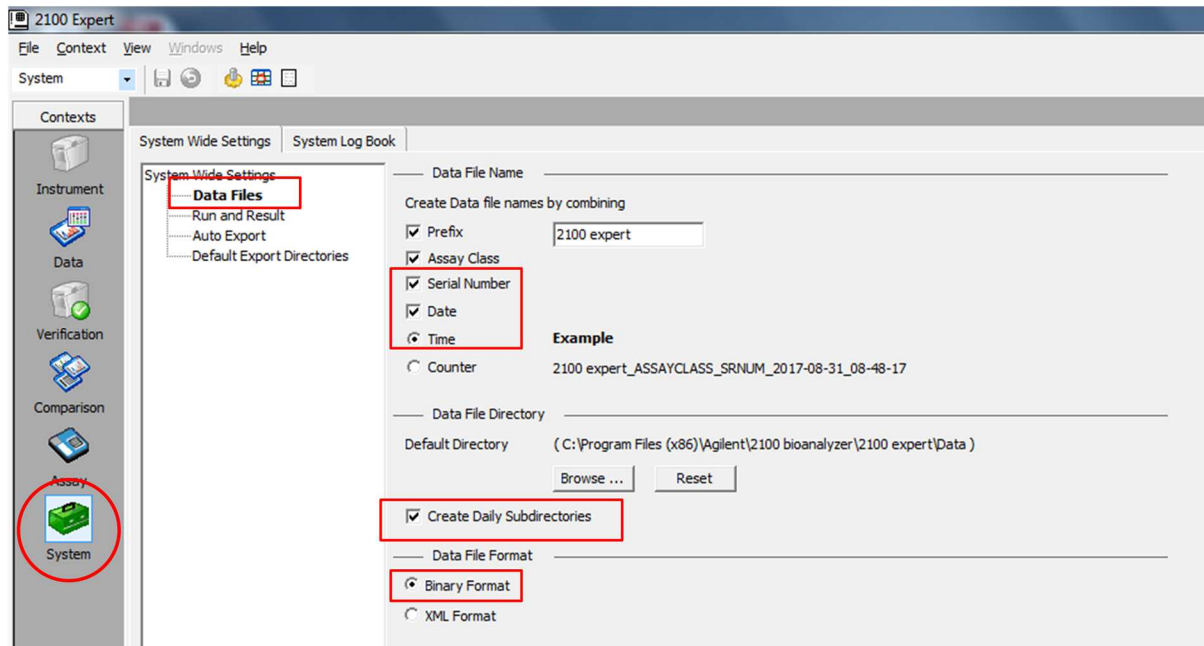 2100 Expert
File Context View Windows Help
System
Contexts
Instrument
Data
Verification
Comparison
Assay
System
System Wide Settings System Log Book
System Wide Settings
Data Files
Run and Result
Auto Export
Default Export Directories
Data File Name
Create Data file names by combining
Prefix 2100 expert
Assay Class
Serial Number
Date
Time Example
Counter 2100 expert_ASSAYCLASS_SRNUM_2017-08-31_08-48-17
Data File Directory
Default Directory ( C:\Program Files (x86)\Agilent\2100 bioanalyzer\2100 expert\Data )
Browse ... Reset
Create Daily Subdirectories
Data File Format
Binary Format
XML Format